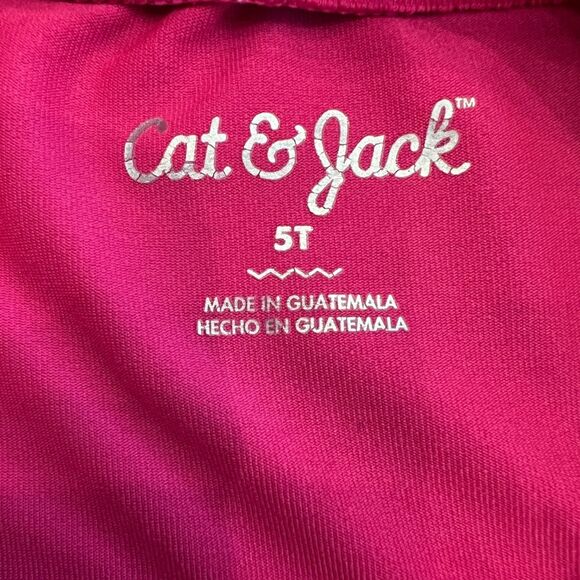 Cat & Jack™
5T
MADE IN GUATEMALA
HECHO EN GUATEMALA